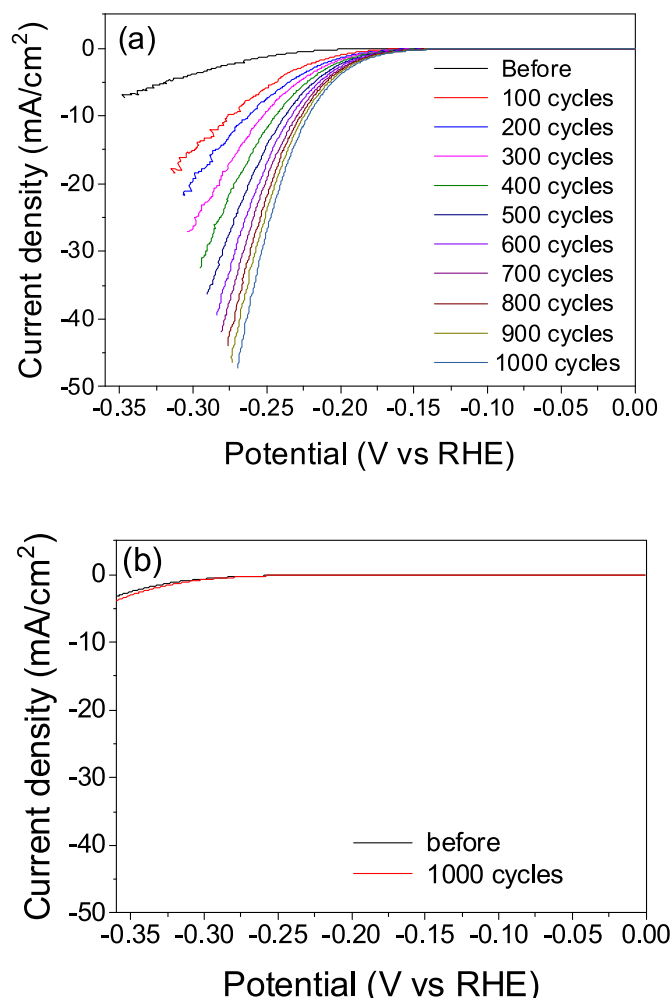 (a)
Current density (mA/cm²)
0
-10
-20
-30
-40
-50
Before
100 cycles
200 cycles
300 cycles
400 cycles
500 cycles
600 cycles
700 cycles
800 cycles
900 cycles
1000 cycles
-0.35 -0.30 -0.25 -0.20 -0.15 -0.10 -0.05 0.00
Potential (V vs RHE)
(b)
Current density (mA/cm²)
0
-10
-20
-30
-40
-50
before
1000 cycles
-0.35 -0.30 -0.25 -0.20 -0.15 -0.10 -0.05 0.00
Potential (V vs RHE)